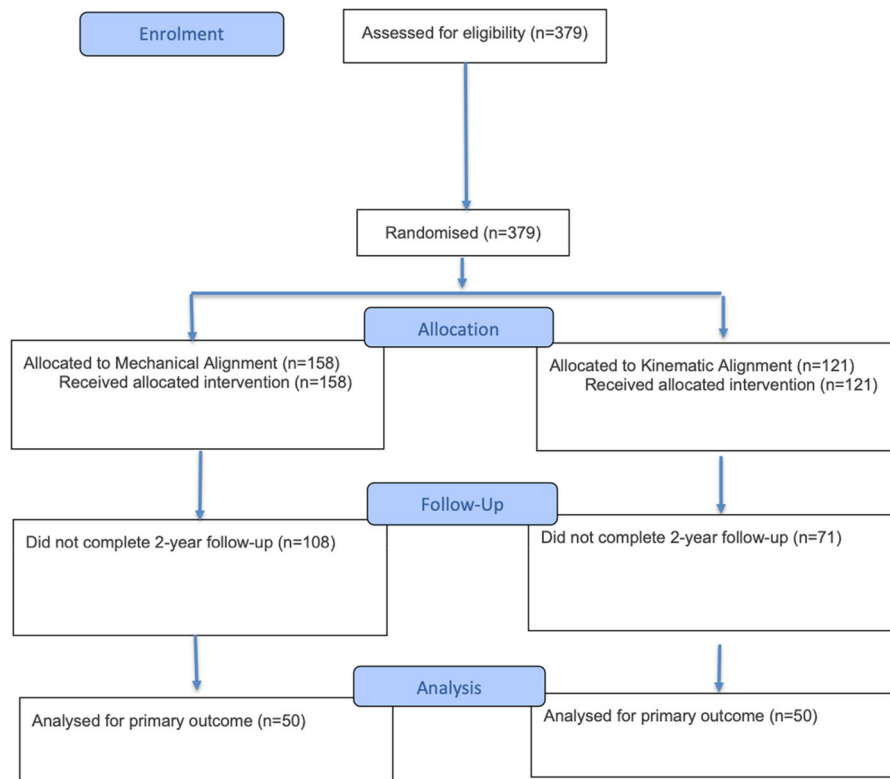 Enrolment
Assessed for eligibility (n=379)
Randomised (n=379)
Allocation
Allocated to Mechanical Alignment (n=158)
Received allocated intervention (n=158)
Allocated to Kinematic Alignment (n=121)
Received allocated intervention (n=121)
Follow-Up
Did not complete 2-year follow-up (n=108)
Did not complete 2-year follow-up (n=71)
Analysis
Analysed for primary outcome (n=50)
Analysed for primary outcome (n=50)